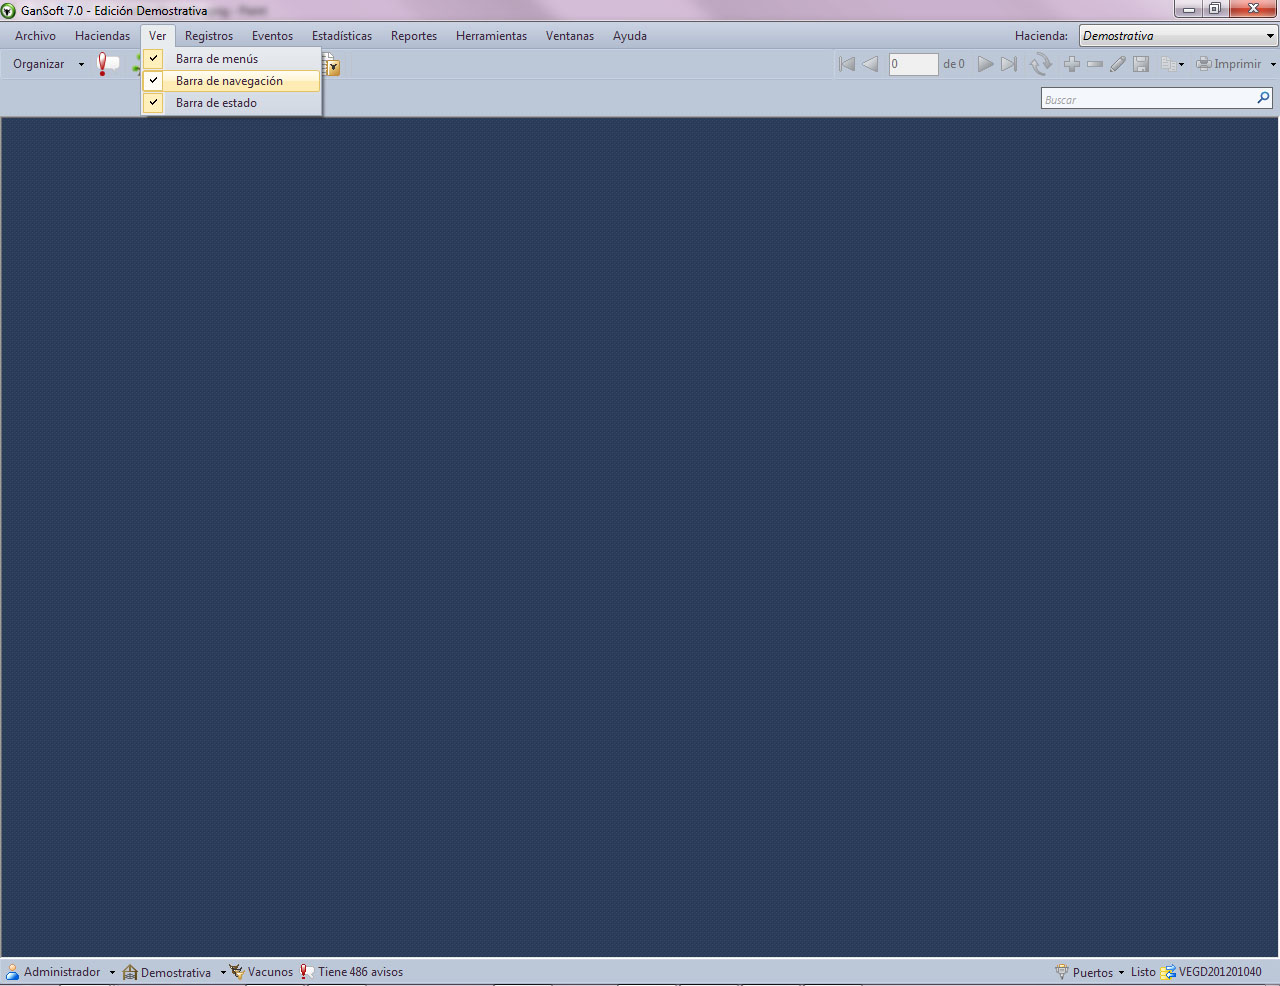 GanSoft 7.0 - Edición Demostrativa
Archivo Haciendas Ver Registros Eventos Estadísticas Reportes Herramientas Ventanas Ayuda Hacienda: Demostrativa
Organizar 0 de 0 Imprimir
Barra de menús
Barra de navegación
Barra de estado
Buscar
Administrador Demostrativa Vacunos Tiene 486 avisos Puertos Listo VEGD201201040